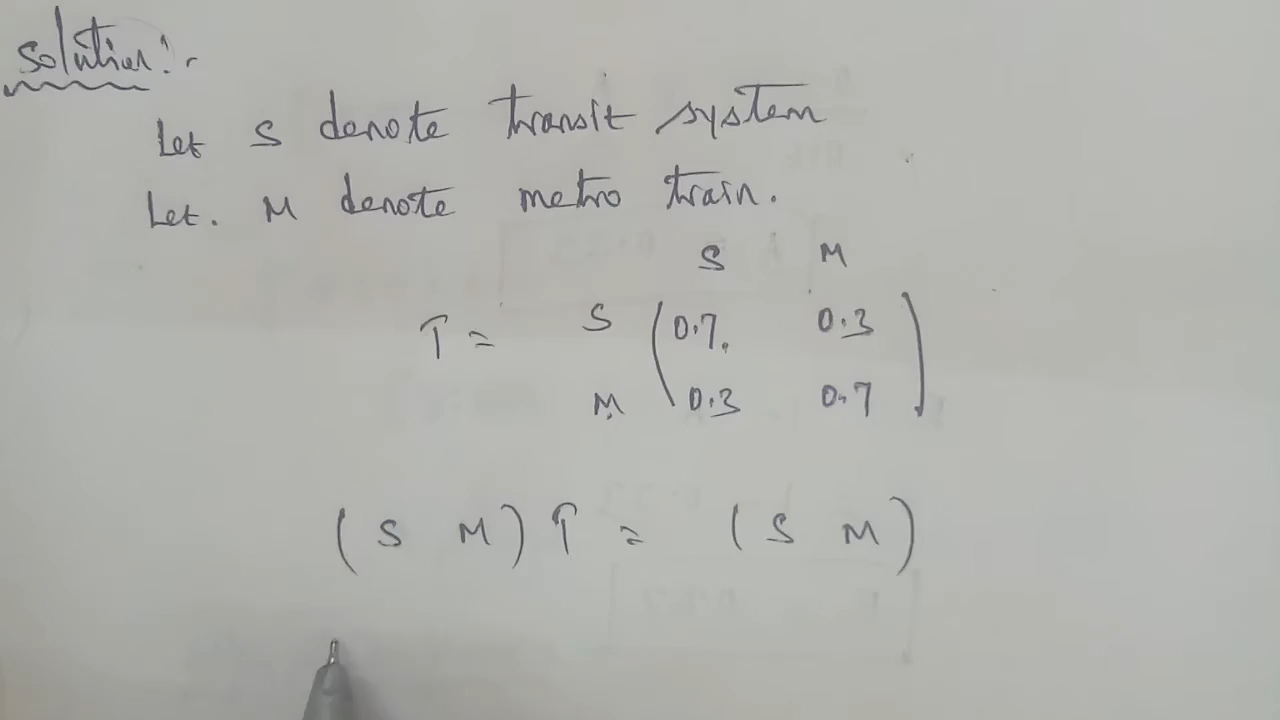 Solution:-
Let S denote transit system
Let. M denote metro train.
S M
T = S (0.7. 0.3
M 0.3 0.7)
(S M) T = (S M)